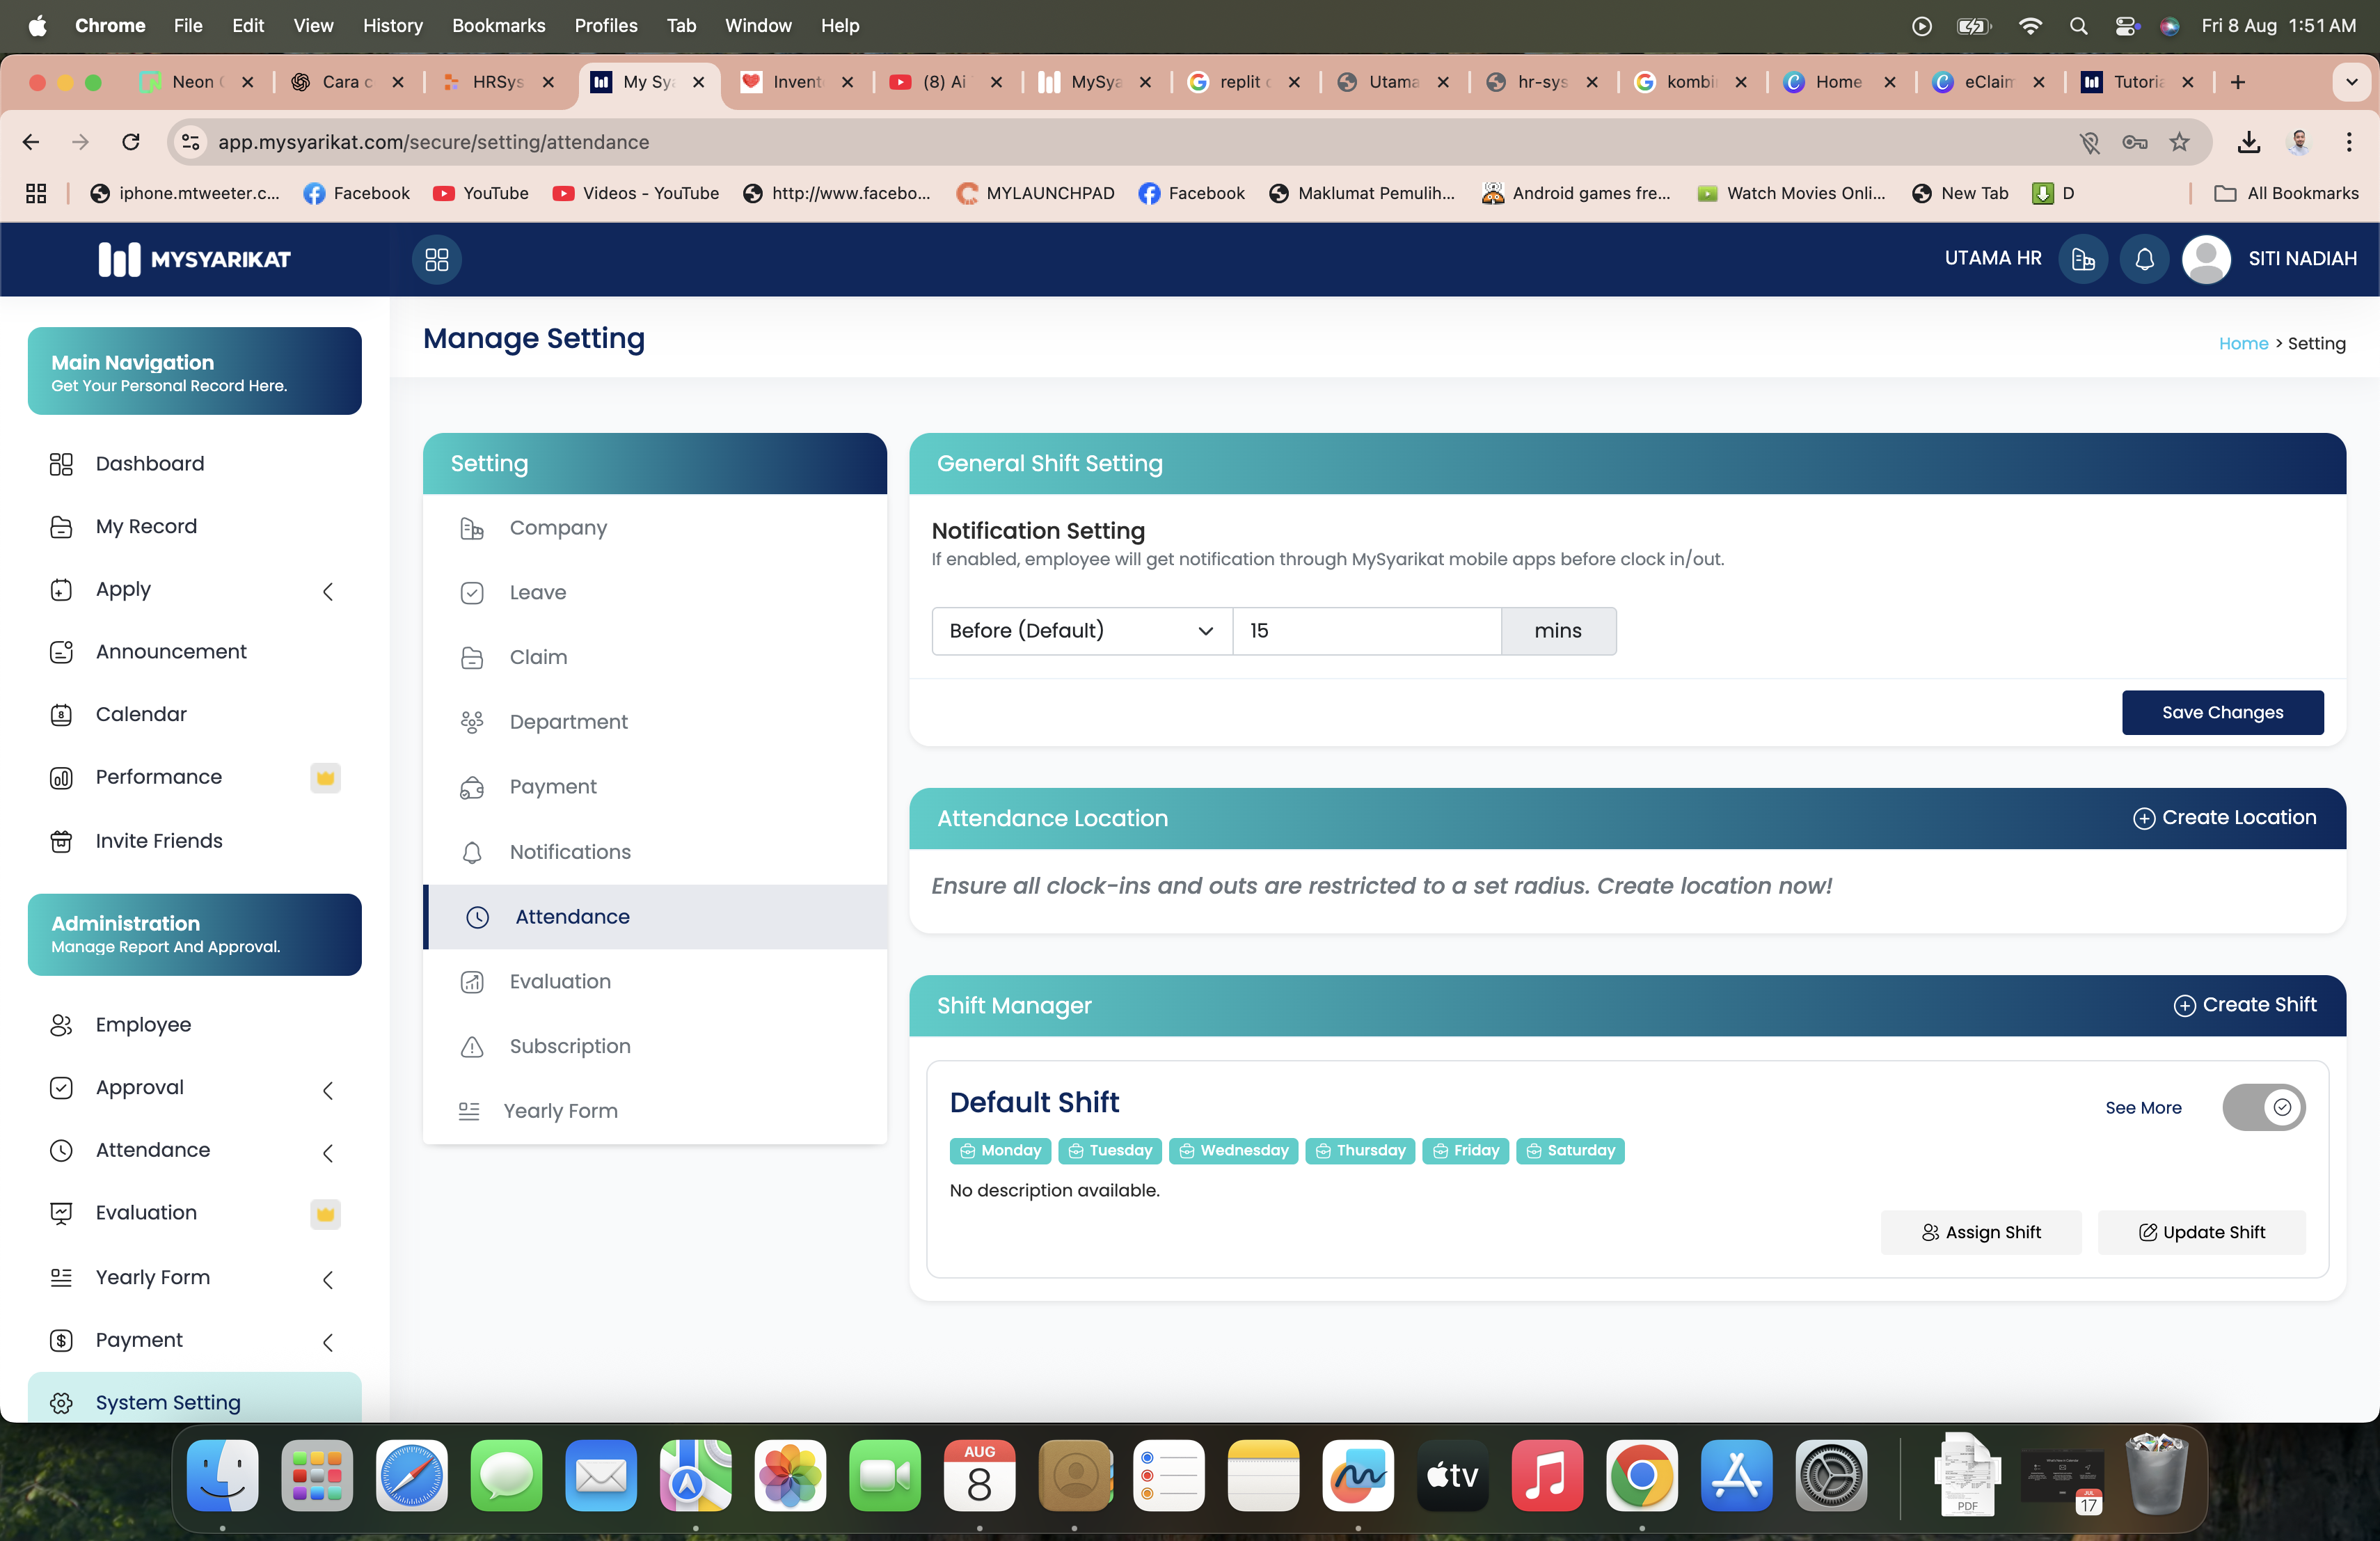 Chrome File Edit View History Bookmarks Profiles Tab Window Help Fri 8 Aug 1:51 AM
Neon Cara c HRSys My Sya Invent (8) Ai MySya replit Utama hr-sys kombi Home eClaim Tutoria
app.mysyarikat.com/secure/setting/attendance
iphone.mtweeter.c... Facebook YouTube Videos - YouTube http://www.facebo... MYLAUNCHPAD Facebook Maklumat Pemulih... Android games fre... Watch Movies Onli... New Tab D All Bookmarks
MYSYARIKAT UTAMA HR SITI NADIAH
Manage Setting
Home > Setting
Main Navigation
Get Your Personal Record Here.
Dashboard
My Record
Apply
Announcement
Calendar
8
Performance
Invite Friends
Administration
Manage Report And Approval.
Employee
Approval
Attendance
Evaluation
Yearly Form
Payment
System Setting
Setting
Company
Leave
Claim
Department
Payment
Notifications
Attendance
Evaluation
Subscription
Yearly Form
General Shift Setting
Notification Setting
If enabled, employee will get notification through MySyarikat mobile apps before clock in/out.
Before (Default) 15 mins
Save Changes
Attendance Location Create Location
Ensure all clock-ins and outs are restricted to a set radius. Create location now!
Shift Manager Create Shift
Default Shift
See More
Monday Tuesday Wednesday Thursday Friday Saturday
No description available.
Assign Shift Update Shift
AUG
8
tv
PDF
JUL
17